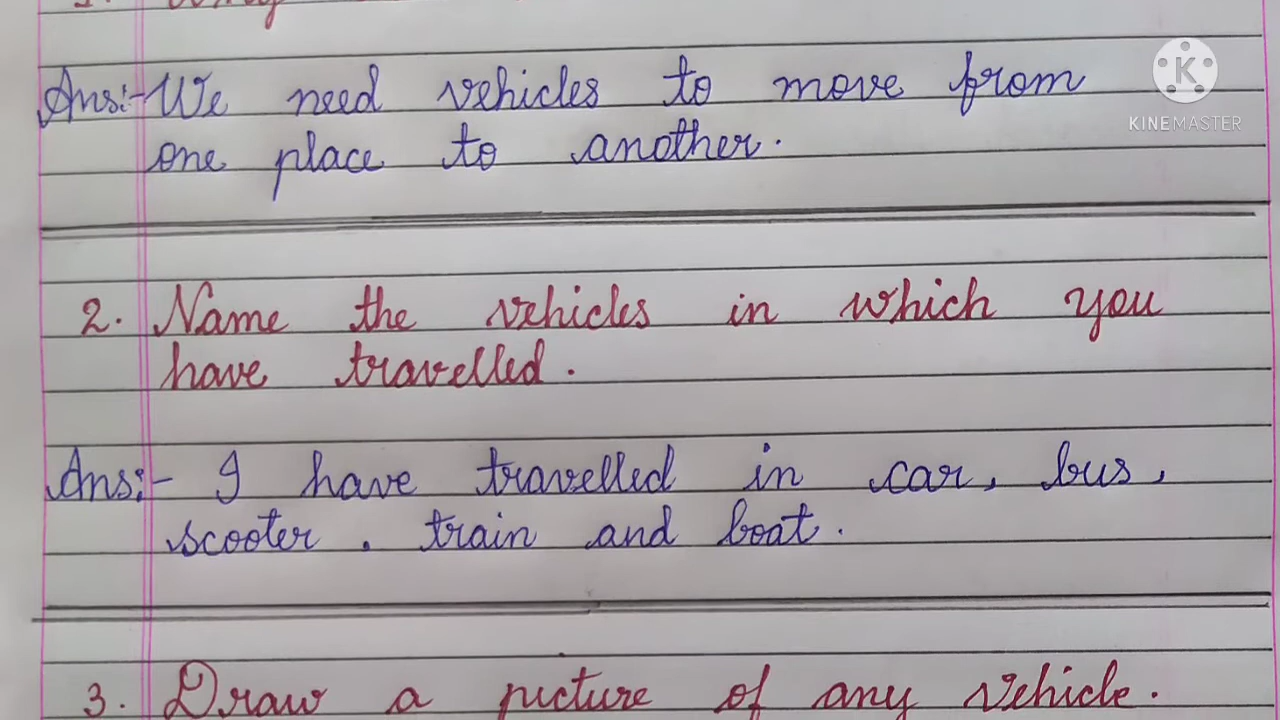 Ans:- We need vehicles to move from
one place to another.
2. Name the vehicles in which you
have travelled.
Ans:- I have travelled in car, bus,
scooter, train and boat.
3. Draw a picture of any vehicle.
KINEMASTER